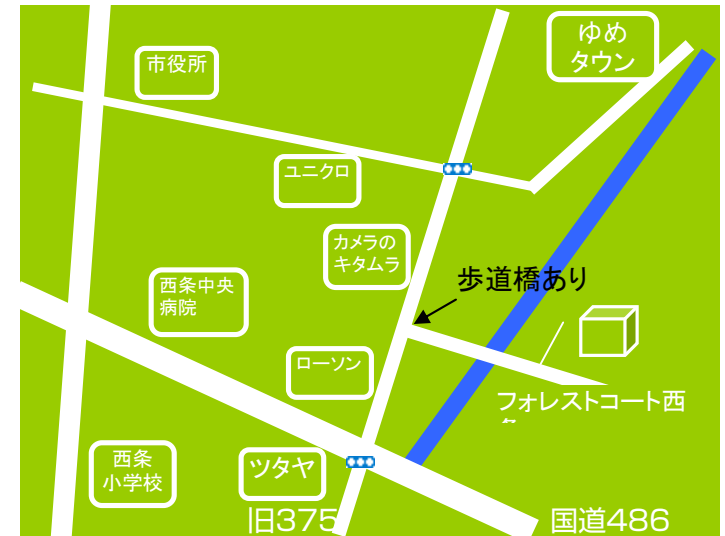 ゆめ
タウン
市役所
ユニクロ
カメラの
キタムラ
歩道橋あり
西条中央
病院
ローソン
フォレストコート西
西条
小学校
ツタヤ
旧375
国道486